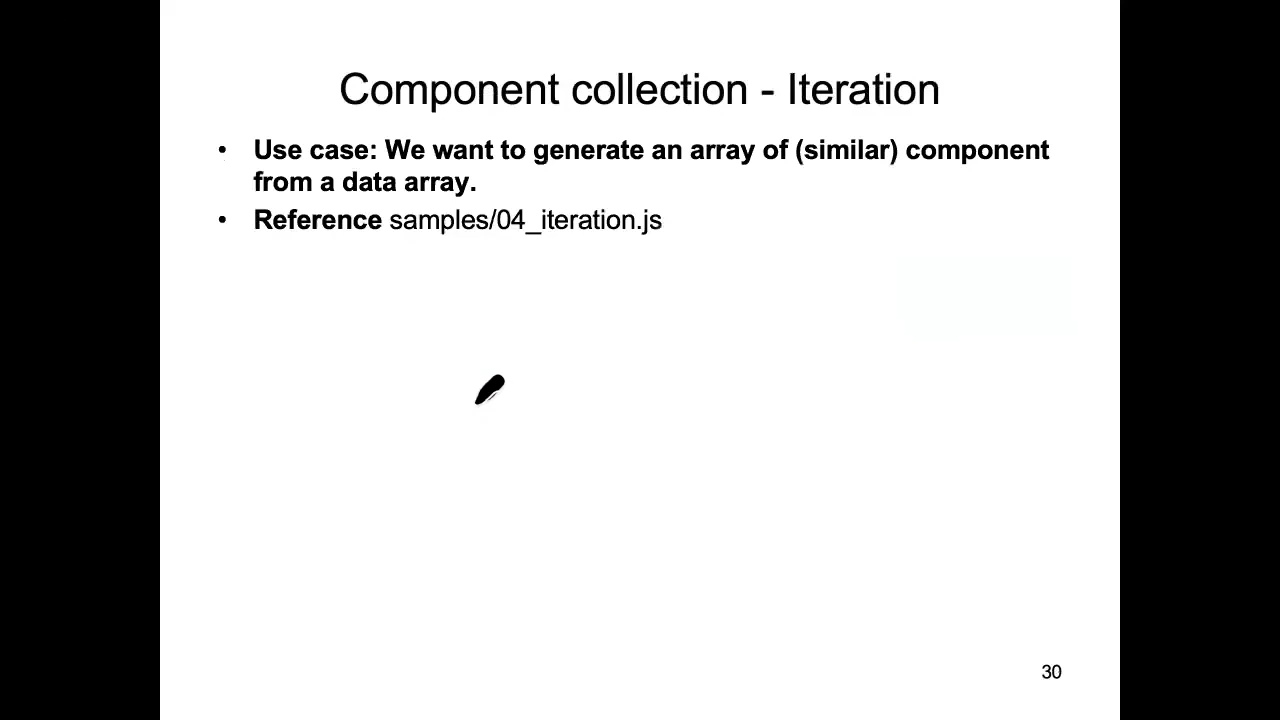 Component collection - Iteration
• Use case: We want to generate an array of (similar) component
from a data array.
• Reference samples/04_iteration.js
30